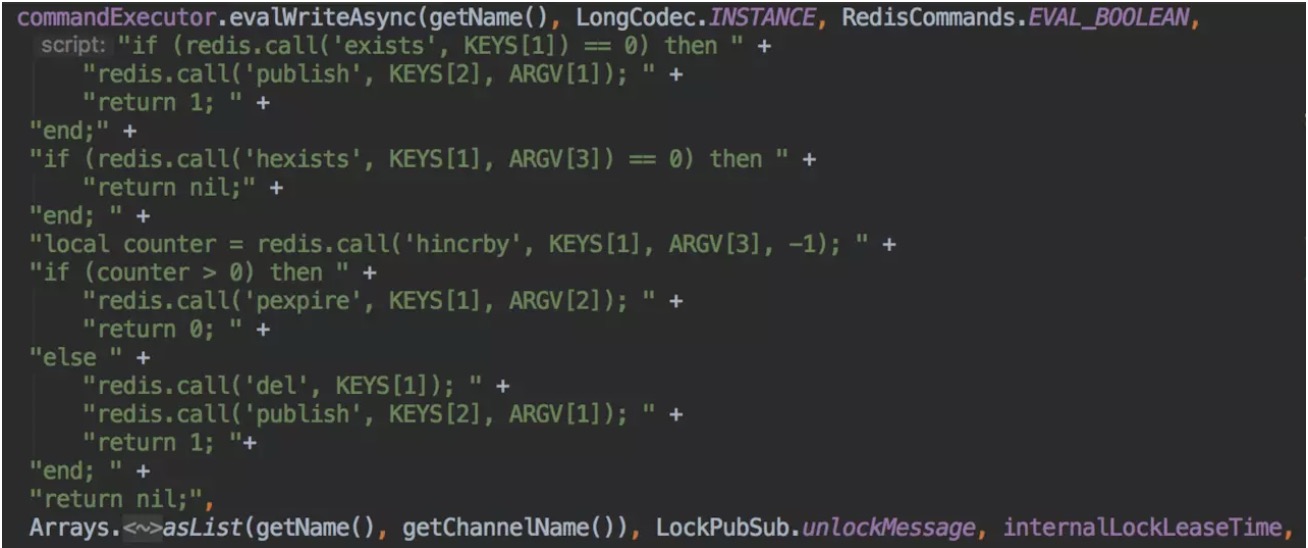 commandExecutor.evalWriteAsync(getName(), LongCodec.INSTANCE, RedisCommands.EVAL_BOOLEAN,
script: "if (redis.call('exists', KEYS[1]) == 0) then " +
"redis.call('publish', KEYS[2], ARGV[1]); " +
"return 1; " +
"end;" +
"if (redis.call('hexists', KEYS[1], ARGV[3]) == 0) then " +
"return nil;" +
"end; " +
"local counter = redis.call('hincrby', KEYS[1], ARGV[3], -1); " +
"if (counter > 0) then " +
"redis.call('pexpire', KEYS[1], ARGV[2]); " +
"return 0; " +
"else " +
"redis.call('del', KEYS[1]); " +
"redis.call('publish', KEYS[2], ARGV[1]); " +
"return 1; "+
"end; " +
"return nil;",
Arrays.<~>asList(getName(), getChannelName()), LockPubSub.unlockMessage, internalLockLeaseTime,